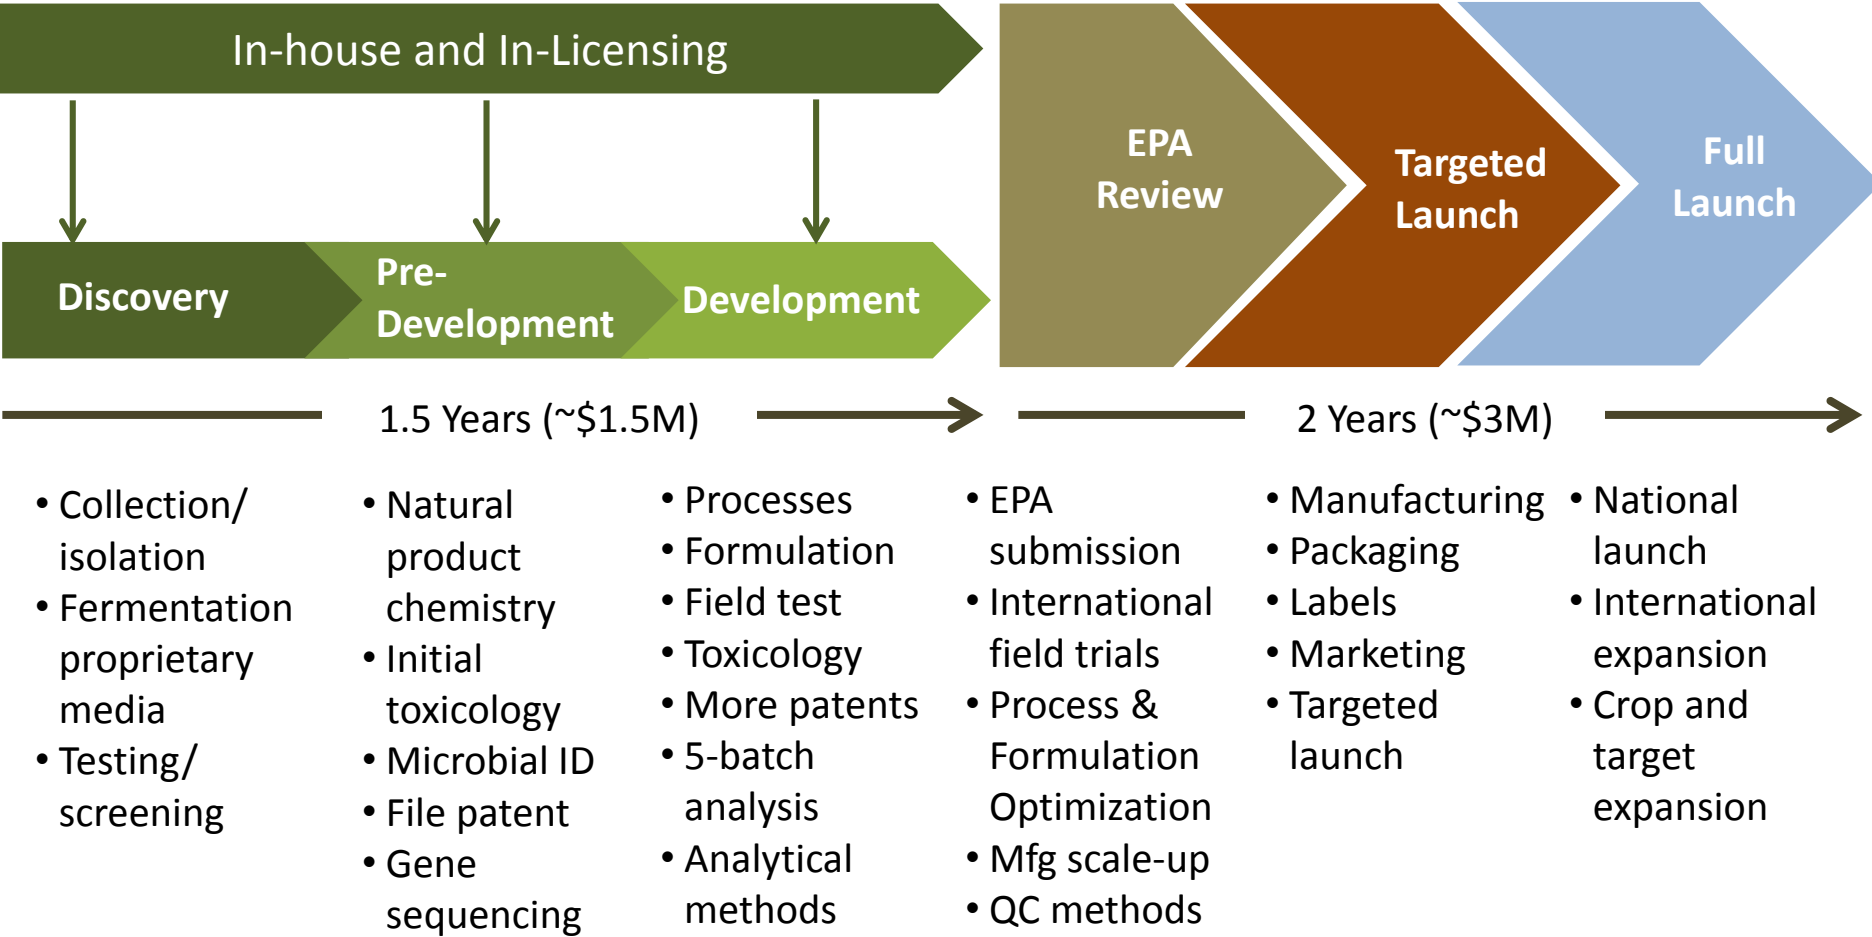 In-house and In-Licensing
EPA
Review
Targeted
Launch
Full
Launch
Discovery
Pre-
Development
Development
1.5 Years (~$1.5M)
2 Years (~$3M)
• Collection/
isolation
• Fermentation
proprietary
media
• Testing/
screening
• Natural
product
chemistry
• Initial
toxicology
• Microbial ID
• File patent
• Gene
sequencing
• Processes
• Formulation
• Field test
• Toxicology
• More patents
• 5-batch
analysis
• Analytical
methods
• EPA
submission
• International
field trials
• Process &
Formulation
Optimization
• Mfg scale-up
• QC methods
• Manufacturing
• Packaging
• Labels
• Marketing
• Targeted
launch
• National
launch
• International
expansion
• Crop and
target
expansion